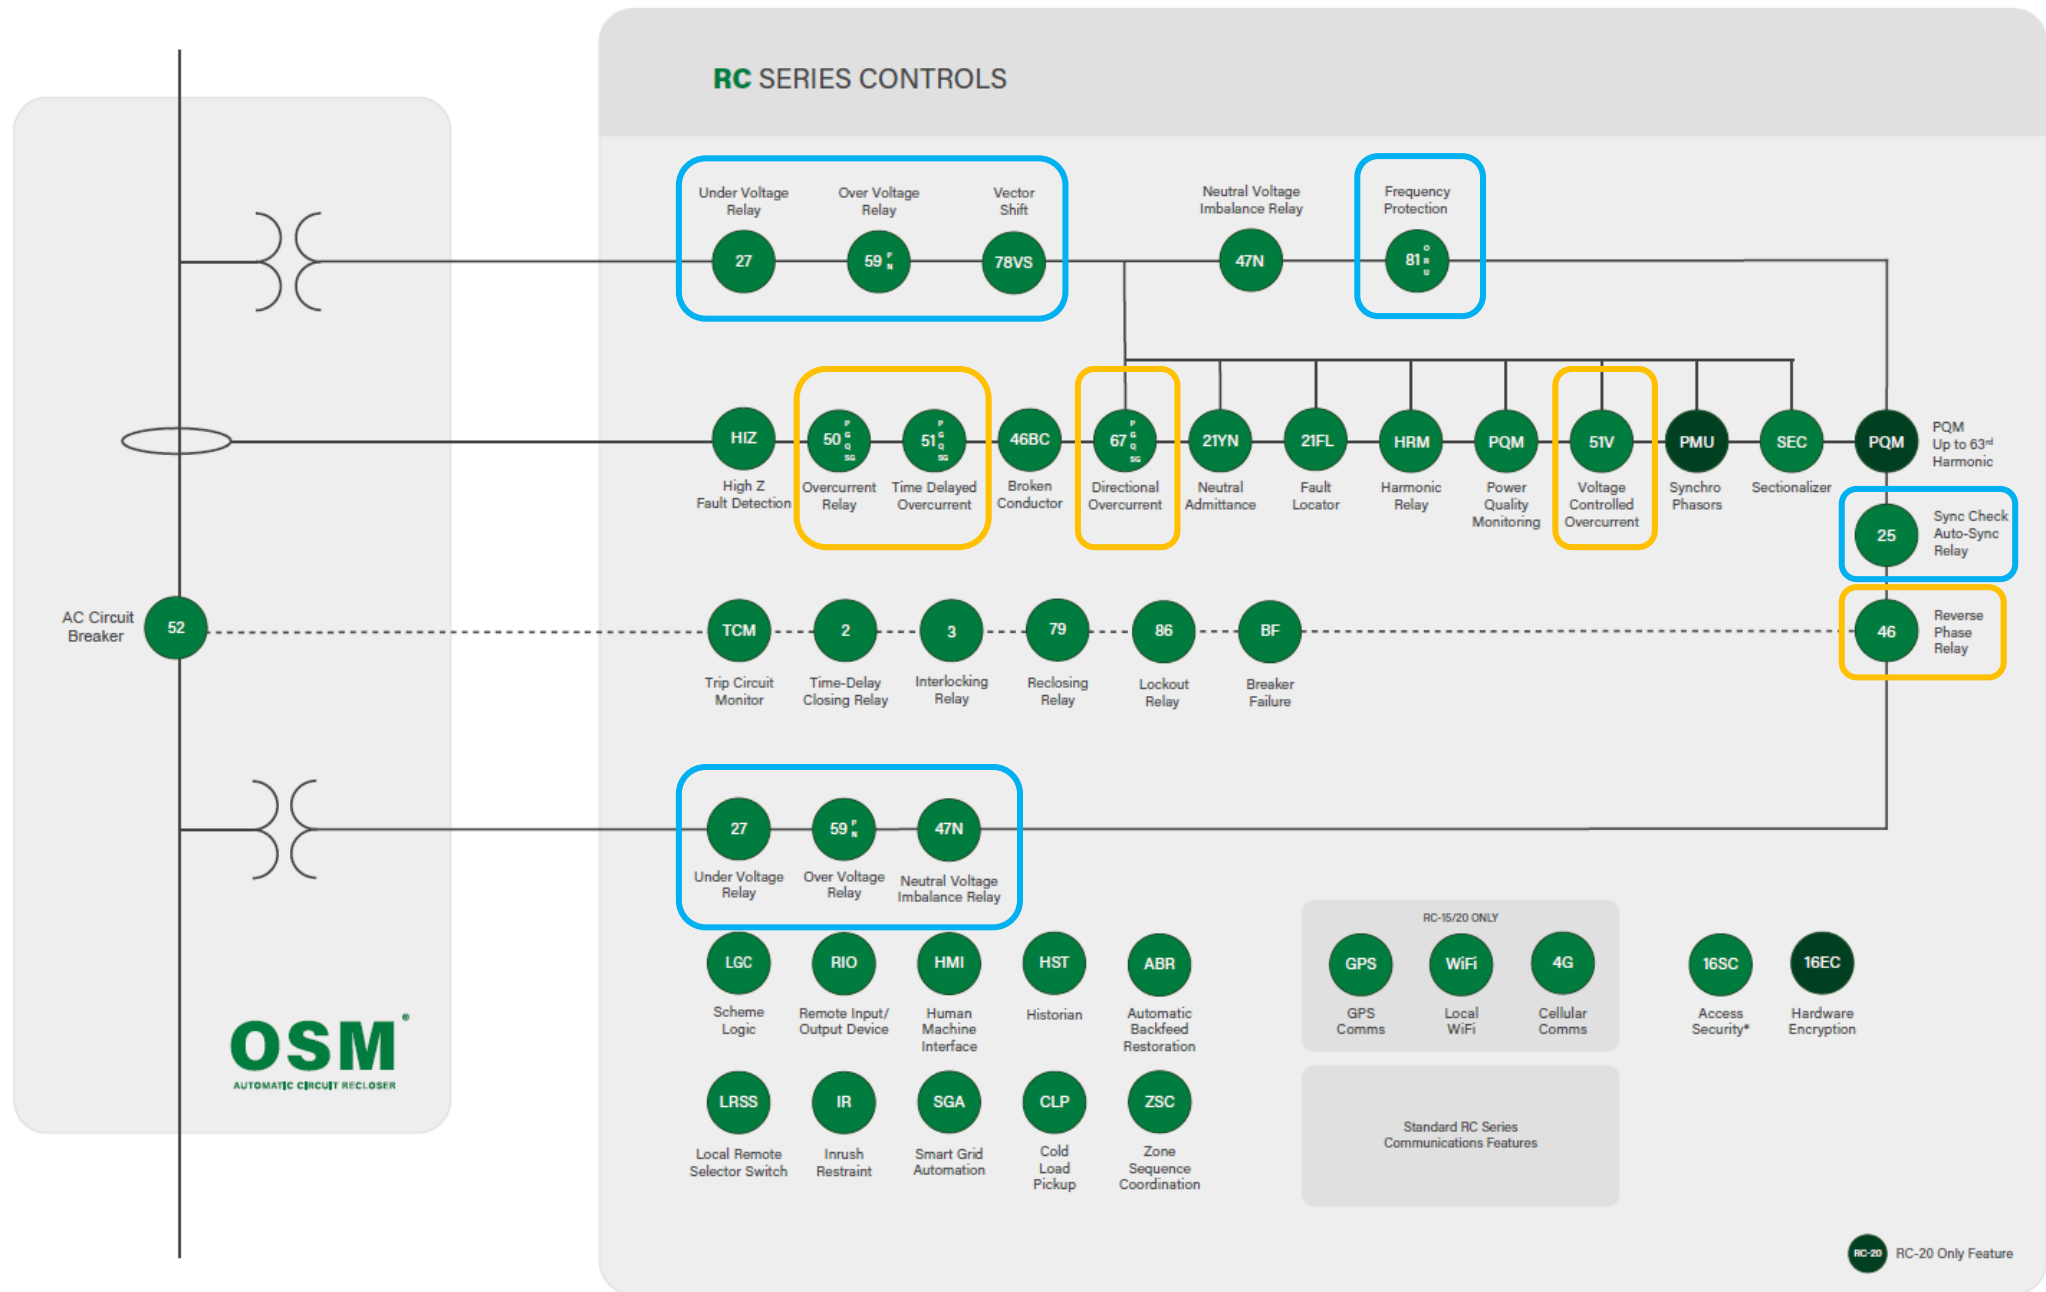 RC SERIES CONTROLS
Under Voltage
Relay
Over Voltage
Relay
Vector
Shift
Neutral Voltage
Imbalance Relay
Frequency
Protection
27
59 P N
78VS
47N
81 O R U
HIZ
50 P G Q SG
51 P G Q SG
46BC
67 P G Q SG
21YN
21FL
HRM
PQM
51V
PMU
SEC
PQM
PQM
Up to 63rd
Harmonic
High Z
Fault Detection
Overcurrent
Relay
Time Delayed
Overcurrent
Broken
Conductor
Directional
Overcurrent
Neutral
Admittance
Fault
Locator
Harmonic
Relay
Power
Quality
Monitoring
Voltage
Controlled
Overcurrent
Synchro
Phasors
Sectionalizer
25
Sync Check
Auto-Sync
Relay
AC Circuit
Breaker
52
TCM
2
3
79
86
BF
46
Reverse
Phase
Relay
Trip Circuit
Monitor
Time-Delay
Closing Relay
Interlocking
Relay
Reclosing
Relay
Lockout
Relay
Breaker
Failure
27
59 P N
47N
Under Voltage
Relay
Over Voltage
Relay
Neutral Voltage
Imbalance Relay
LGC
RIO
HMI
HST
ABR
Scheme
Logic
Remote Input/
Output Device
Human
Machine
Interface
Historian
Automatic
Backfeed
Restoration
RC-15/20 ONLY
GPS
WiFi
4G
GPS
Comms
Local
WiFi
Cellular
Comms
16SC
16EC
Access
Security*
Hardware
Encryption
OSM®
AUTOMATIC CIRCUIT RECLOSER
LRSS
IR
SGA
CLP
ZSC
Local Remote
Selector Switch
Inrush
Restraint
Smart Grid
Automation
Cold
Load
Pickup
Zone
Sequence
Coordination
Standard RC Series
Communications Features
RC-20
RC-20 Only Feature